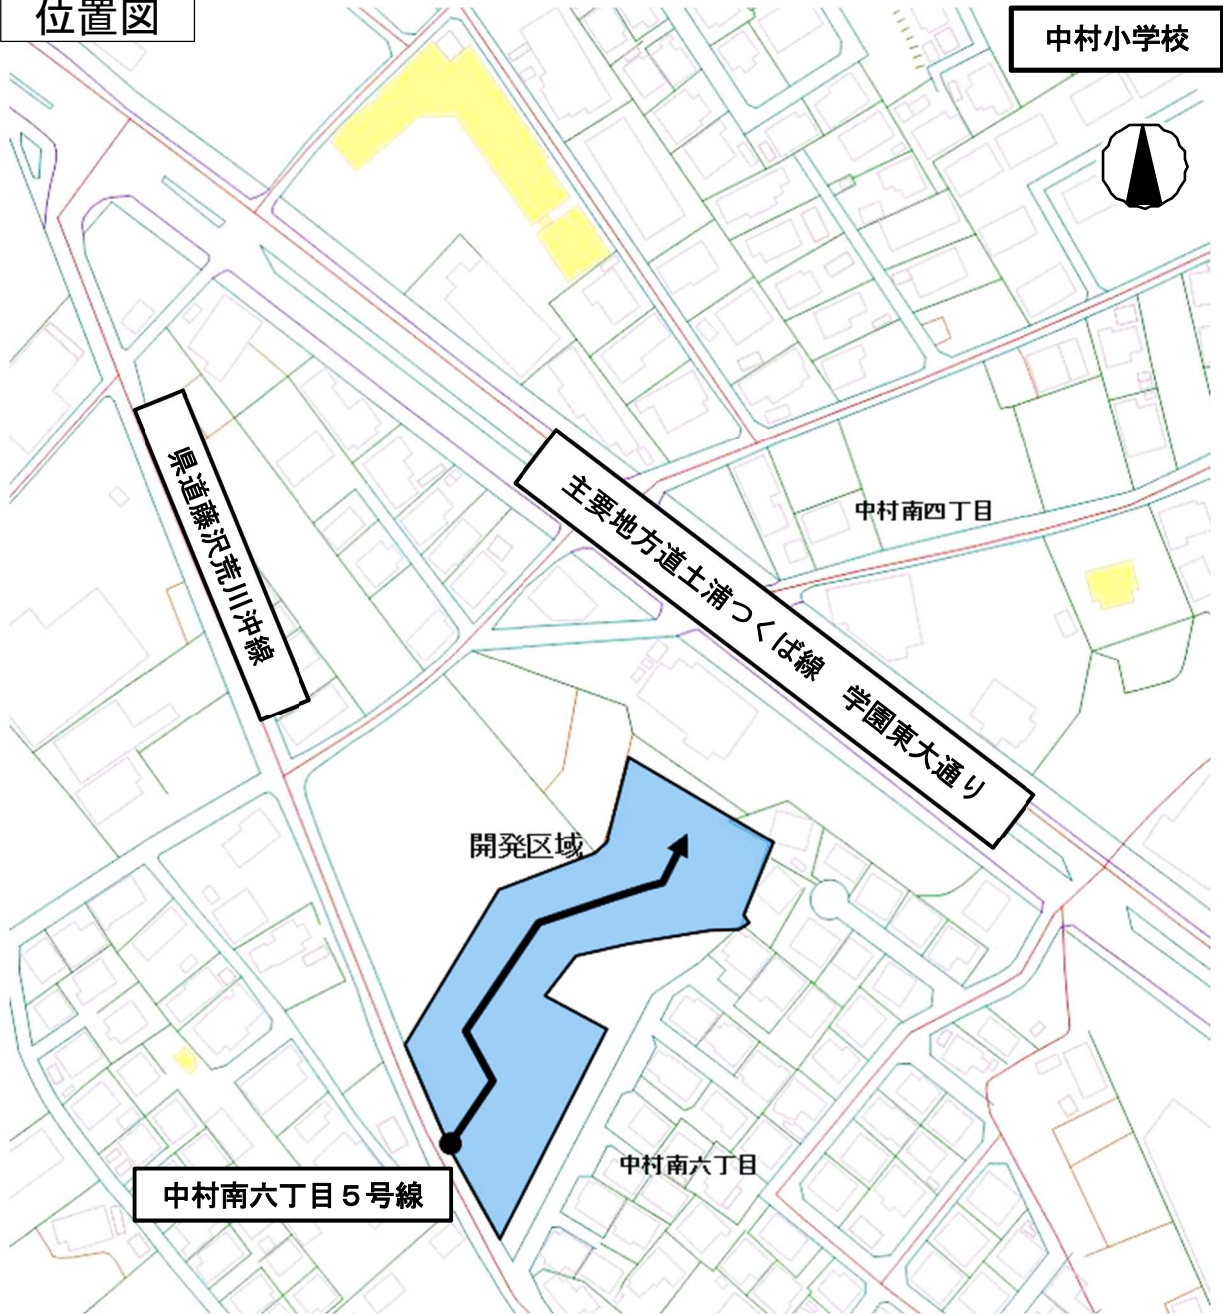 位置図
中村小学校
県道藤沢荒川沖線
主要地方道土浦つくば線　学園東大通り
中村南四丁目
開発区域
中村南六丁目
中村南六丁目５号線